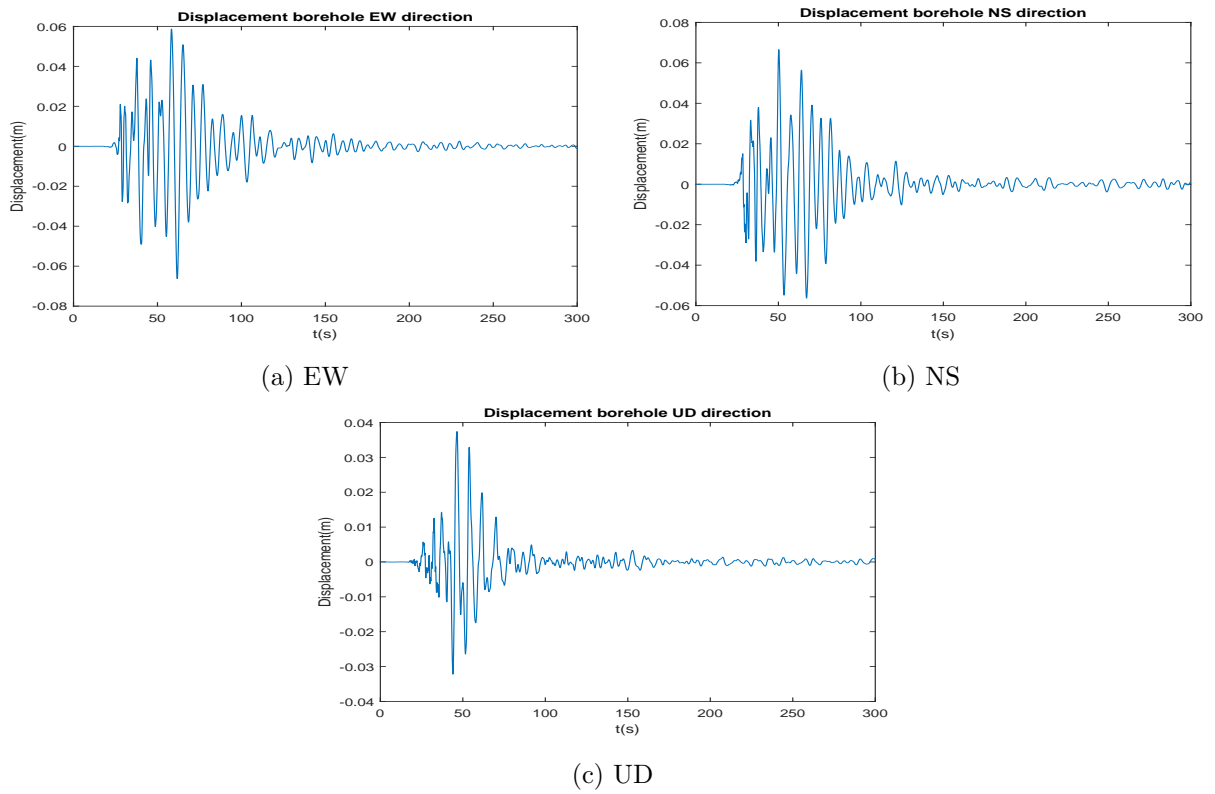 Displacement borehole EW direction
0.06
0.04
0.02
0
-0.02
-0.04
-0.06
-0.08
Displacement(m)
0 50 100 150 200 250 300
t(s)
(a) EW
Displacement borehole NS direction
0.08
0.06
0.04
0.02
0
-0.02
-0.04
-0.06
Displacement(m)
0 50 100 150 200 250 300
t(s)
(b) NS
Displacement borehole UD direction
0.04
0.03
0.02
0.01
0
-0.01
-0.02
-0.03
-0.04
Displacement(m)
0 50 100 150 200 250 300
t(s)
(c) UD